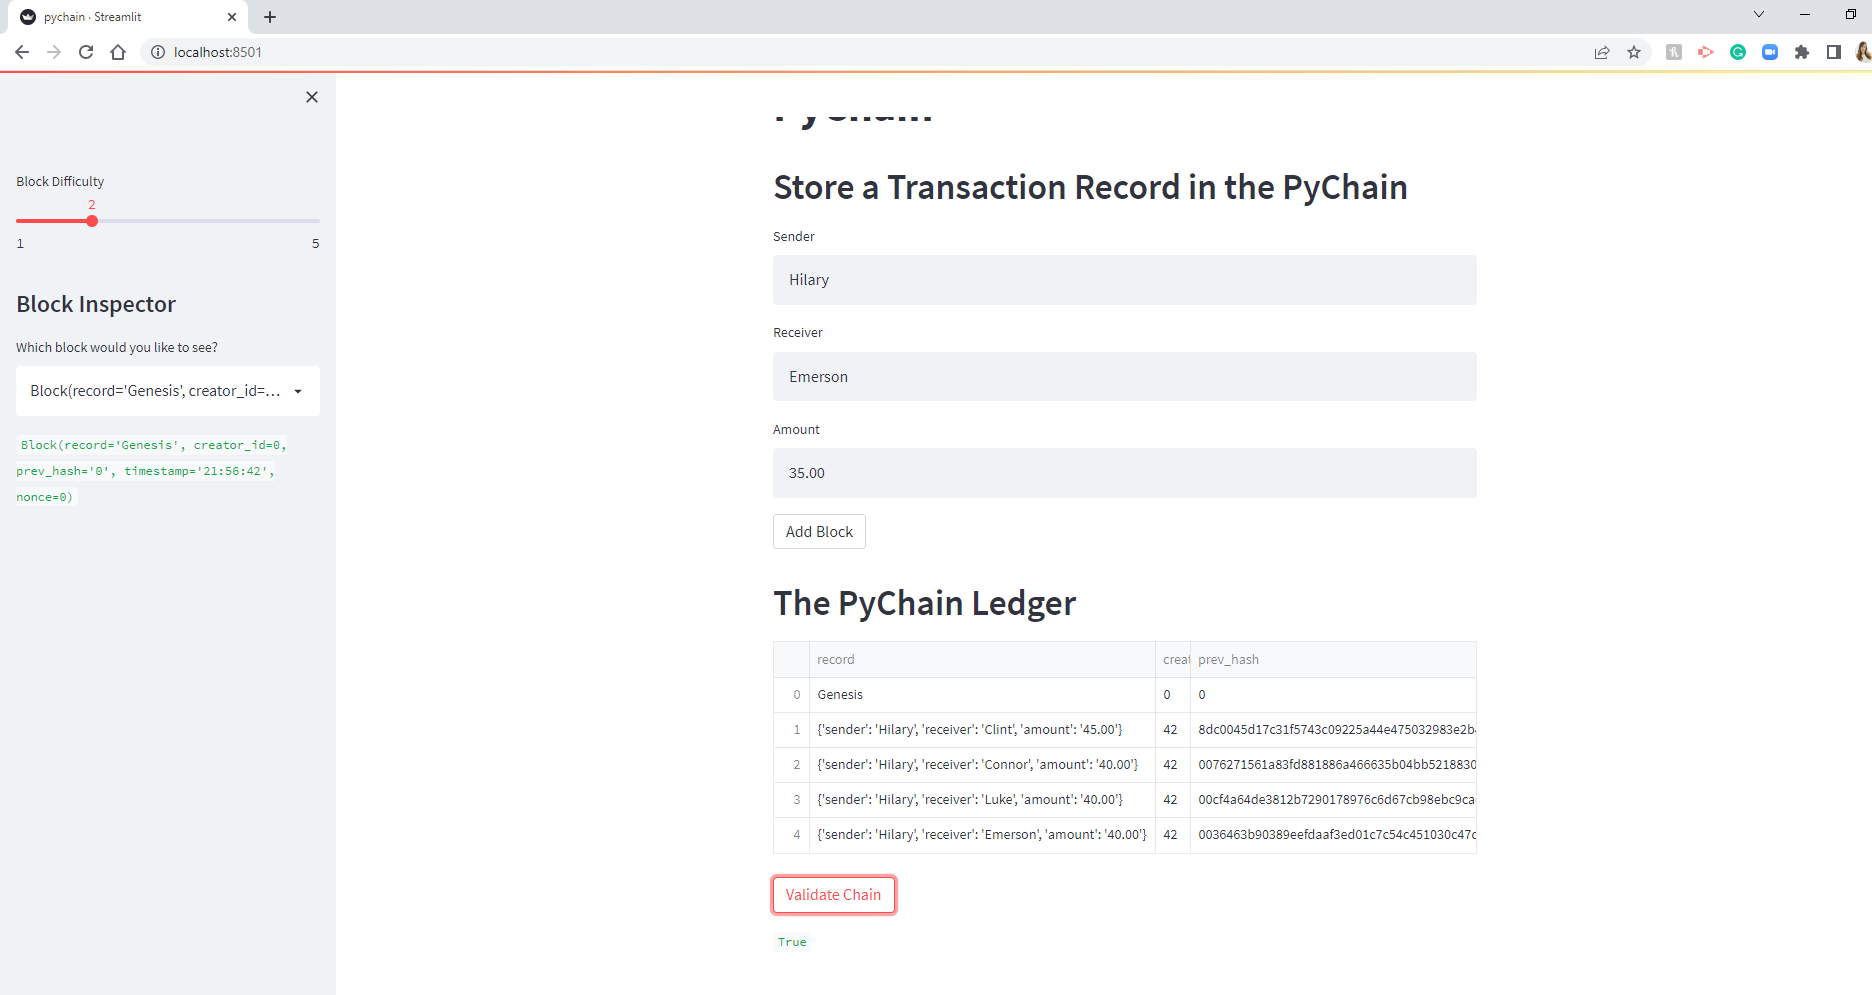 pychain · Streamlit
localhost:8501
Block Difficulty
2
1 5
Block Inspector
Which block would you like to see?
Block(record='Genesis', creator_id=...
Block(record='Genesis', creator_id=0,
prev_hash='0', timestamp='21:56:42',
nonce=0)
PyChain
Store a Transaction Record in the PyChain
Sender
Hilary
Receiver
Emerson
Amount
35.00
Add Block
The PyChain Ledger
record creat prev_hash
0 Genesis 0 0
1 {'sender': 'Hilary', 'receiver': 'Clint', 'amount': '45.00'} 42 8dc0045d17c31f5743c09225a44e475032983e2b
2 {'sender': 'Hilary', 'receiver': 'Connor', 'amount': '40.00'} 42 0076271561a83fd881886a466635b04bb5218830
3 {'sender': 'Hilary', 'receiver': 'Luke', 'amount': '40.00'} 42 00cf4a64de3812b7290178976c6d67cb98ebc9ca
4 {'sender': 'Hilary', 'receiver': 'Emerson', 'amount': '40.00'} 42 0036463b90389eefdaaf3ed01c7c54c451030c47c
Validate Chain
True